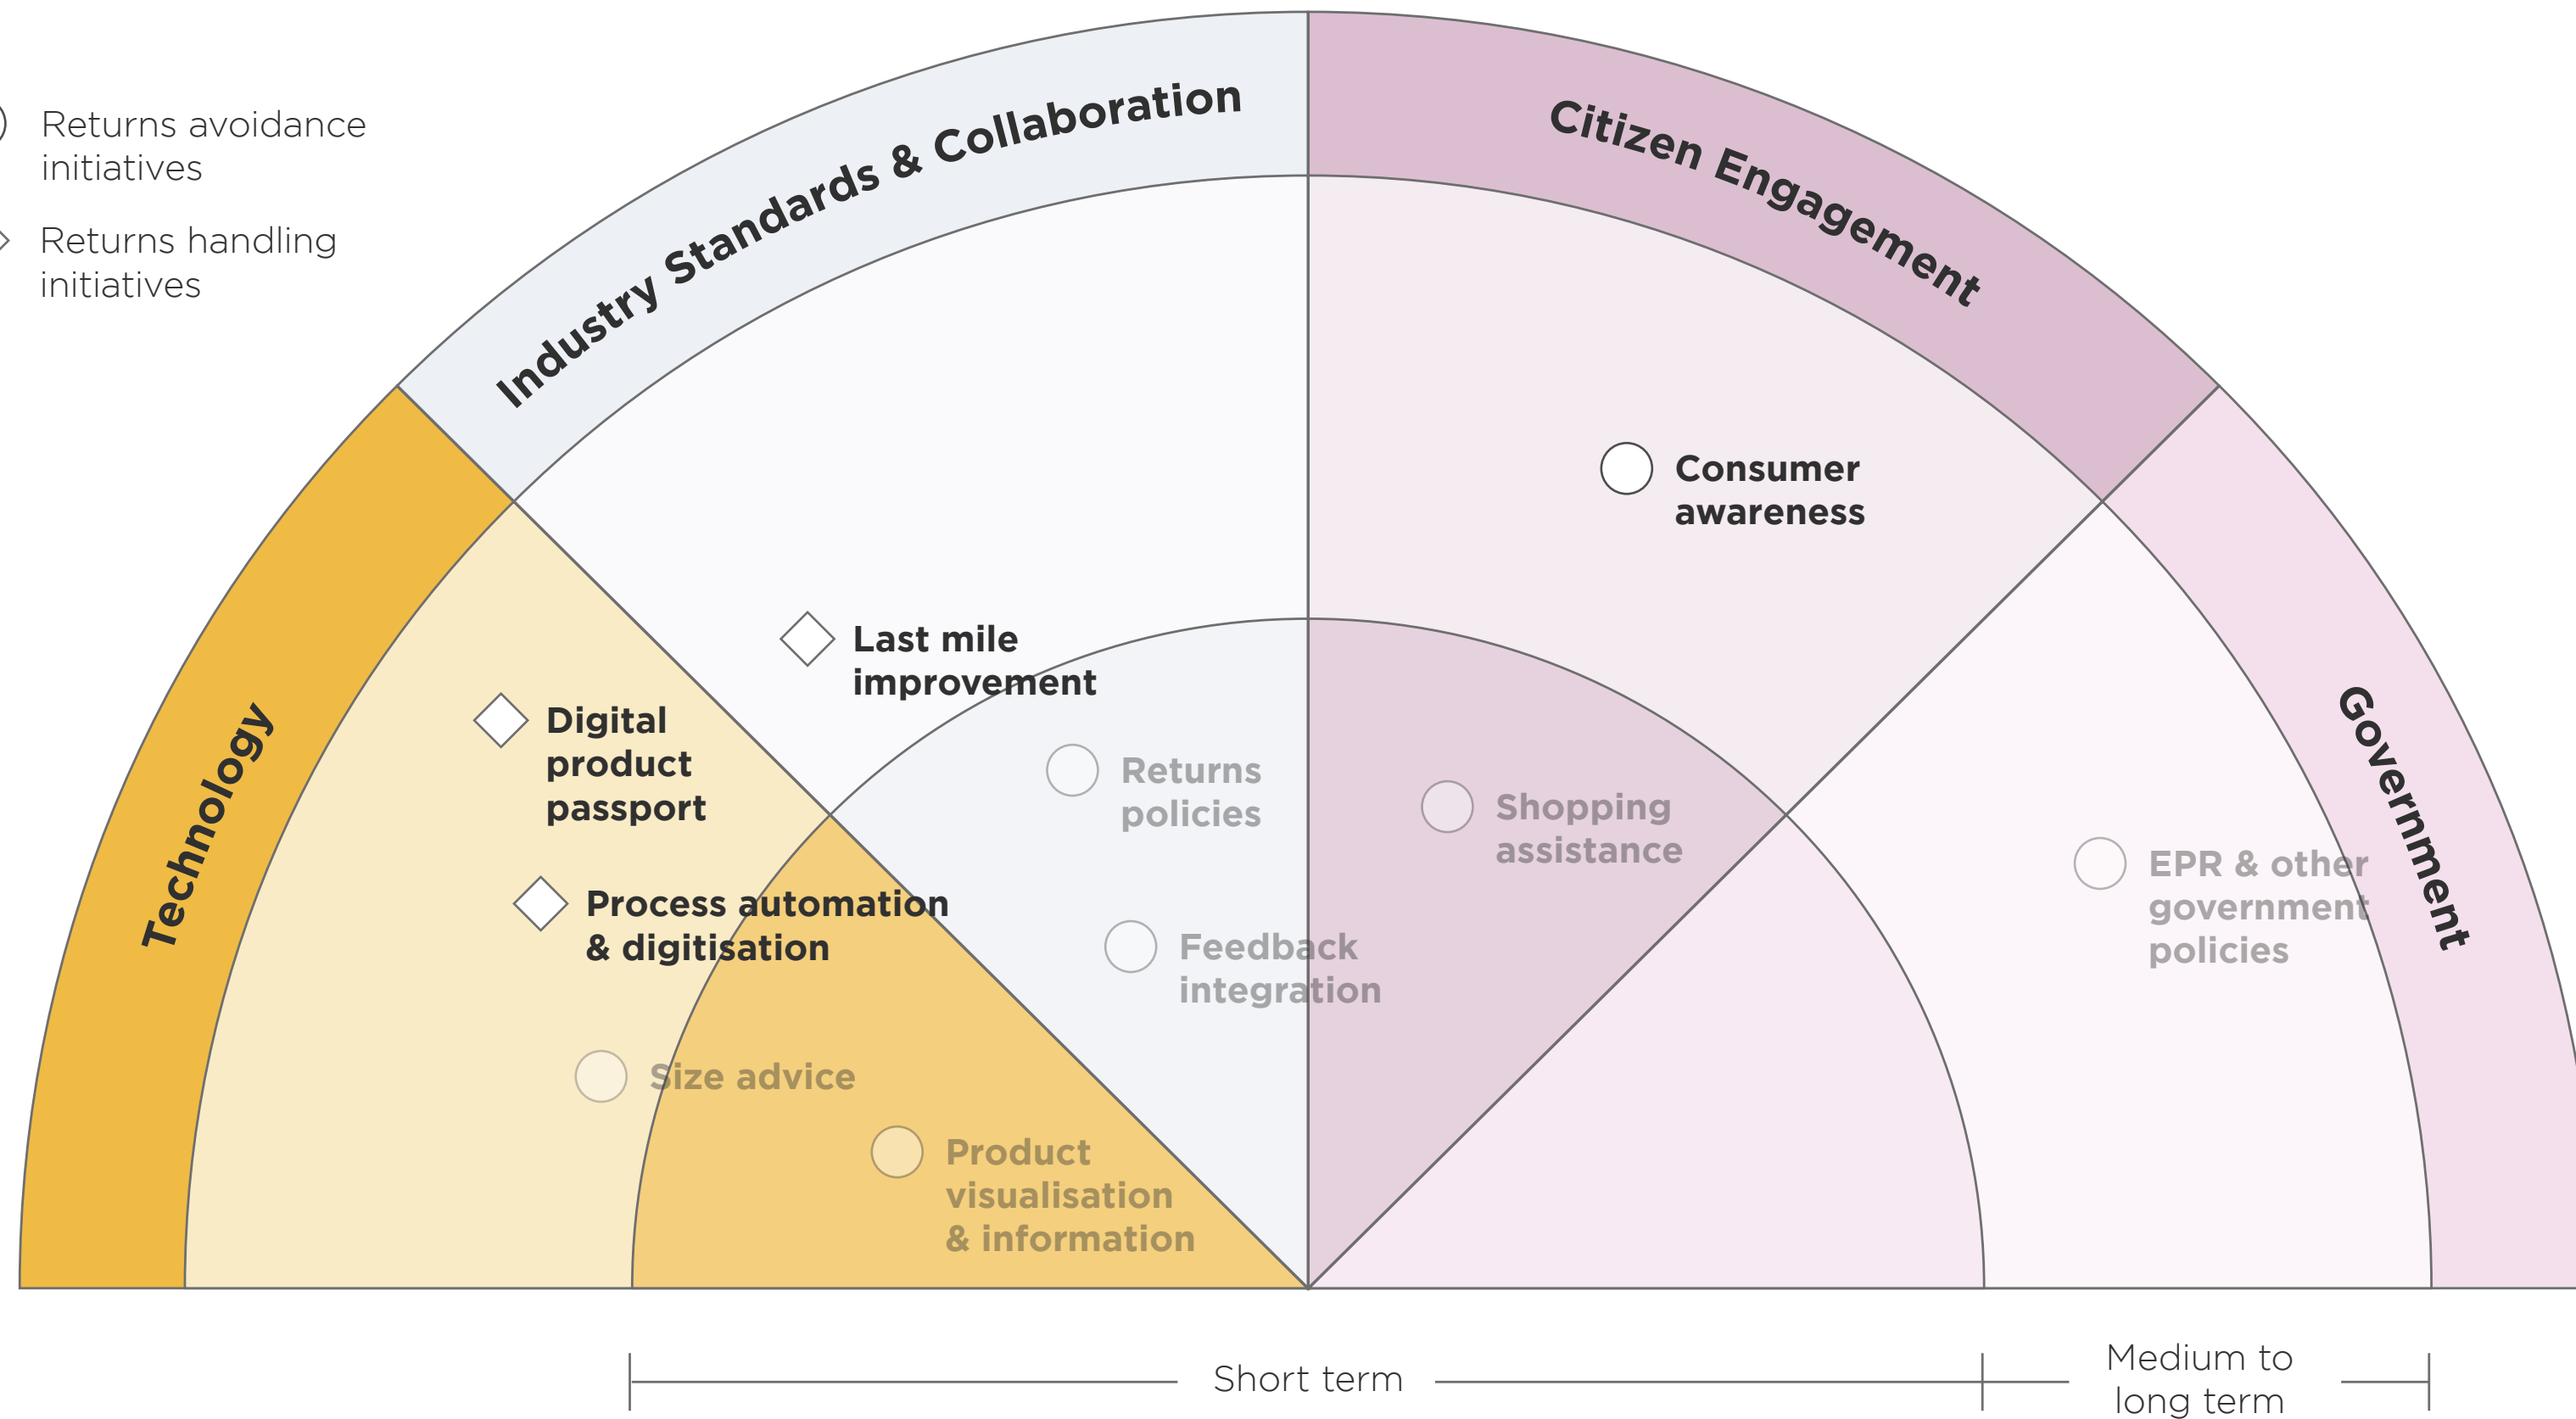 Returns avoidance
initiatives
Returns handling
initiatives
Industry Standards & Collaboration
Citizen Engagement
Technology
Government
Consumer
awareness
Last mile
improvement
Digital
product
passport
Returns
policies
Shopping
assistance
EPR & other
government
policies
Process automation
& digitisation
Feedback
integration
Size advice
Product
visualisation
& information
Short term
Medium to
long term